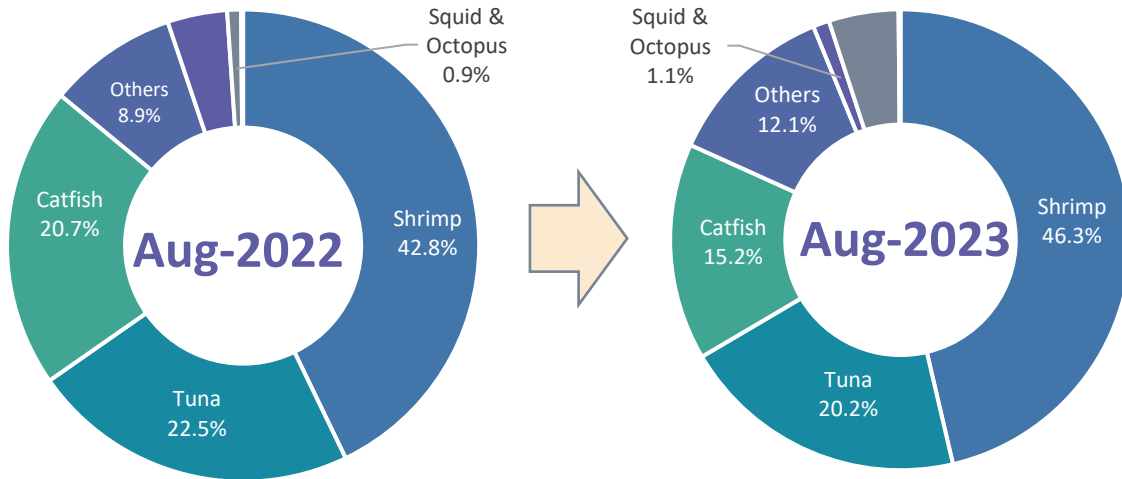 Squid &
Octopus
0.9%
Others
8.9%
Catfish
20.7%
Shrimp
42.8%
Tuna
22.5%
Aug-2022
Squid &
Octopus
1.1%
Others
12.1%
Catfish
15.2%
Shrimp
46.3%
Tuna
20.2%
Aug-2023